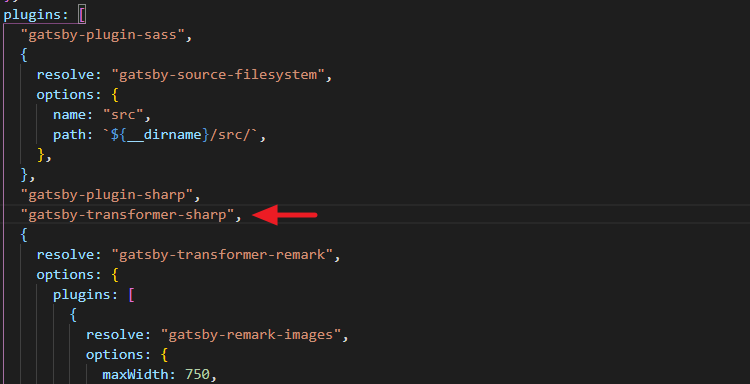 plugins: [
"gatsby-plugin-sass",
{
resolve: "gatsby-source-filesystem",
options: {
name: "src",
path: `${__dirname}/src/`,
},
},
"gatsby-plugin-sharp",
"gatsby-transformer-sharp",
{
resolve: "gatsby-transformer-remark",
options: {
plugins: [
{
resolve: "gatsby-remark-images",
options: {
maxWidth: 750,